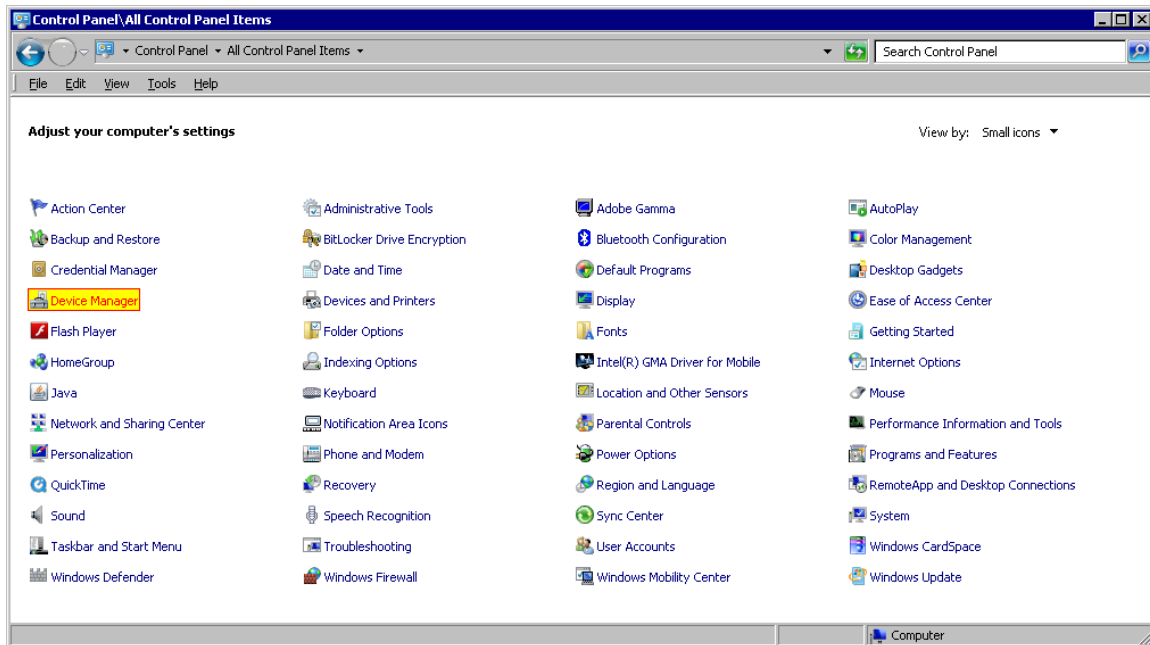 Control Panel\All Control Panel Items
Control Panel All Control Panel Items Search Control Panel
File Edit View Tools Help
Adjust your computer's settings View by: Small icons
Action Center Administrative Tools Adobe Gamma AutoPlay
Backup and Restore BitLocker Drive Encryption Bluetooth Configuration Color Management
Credential Manager Date and Time Default Programs Desktop Gadgets
Device Manager Devices and Printers Display Ease of Access Center
Flash Player Folder Options Fonts Getting Started
HomeGroup Indexing Options Intel(R) GMA Driver for Mobile Internet Options
Java Keyboard Location and Other Sensors Mouse
Network and Sharing Center Notification Area Icons Parental Controls Performance Information and Tools
Personalization Phone and Modem Power Options Programs and Features
QuickTime Recovery Region and Language RemoteApp and Desktop Connections
Sound Speech Recognition Sync Center System
Taskbar and Start Menu Troubleshooting User Accounts Windows CardSpace
Windows Defender Windows Firewall Windows Mobility Center Windows Update
Computer